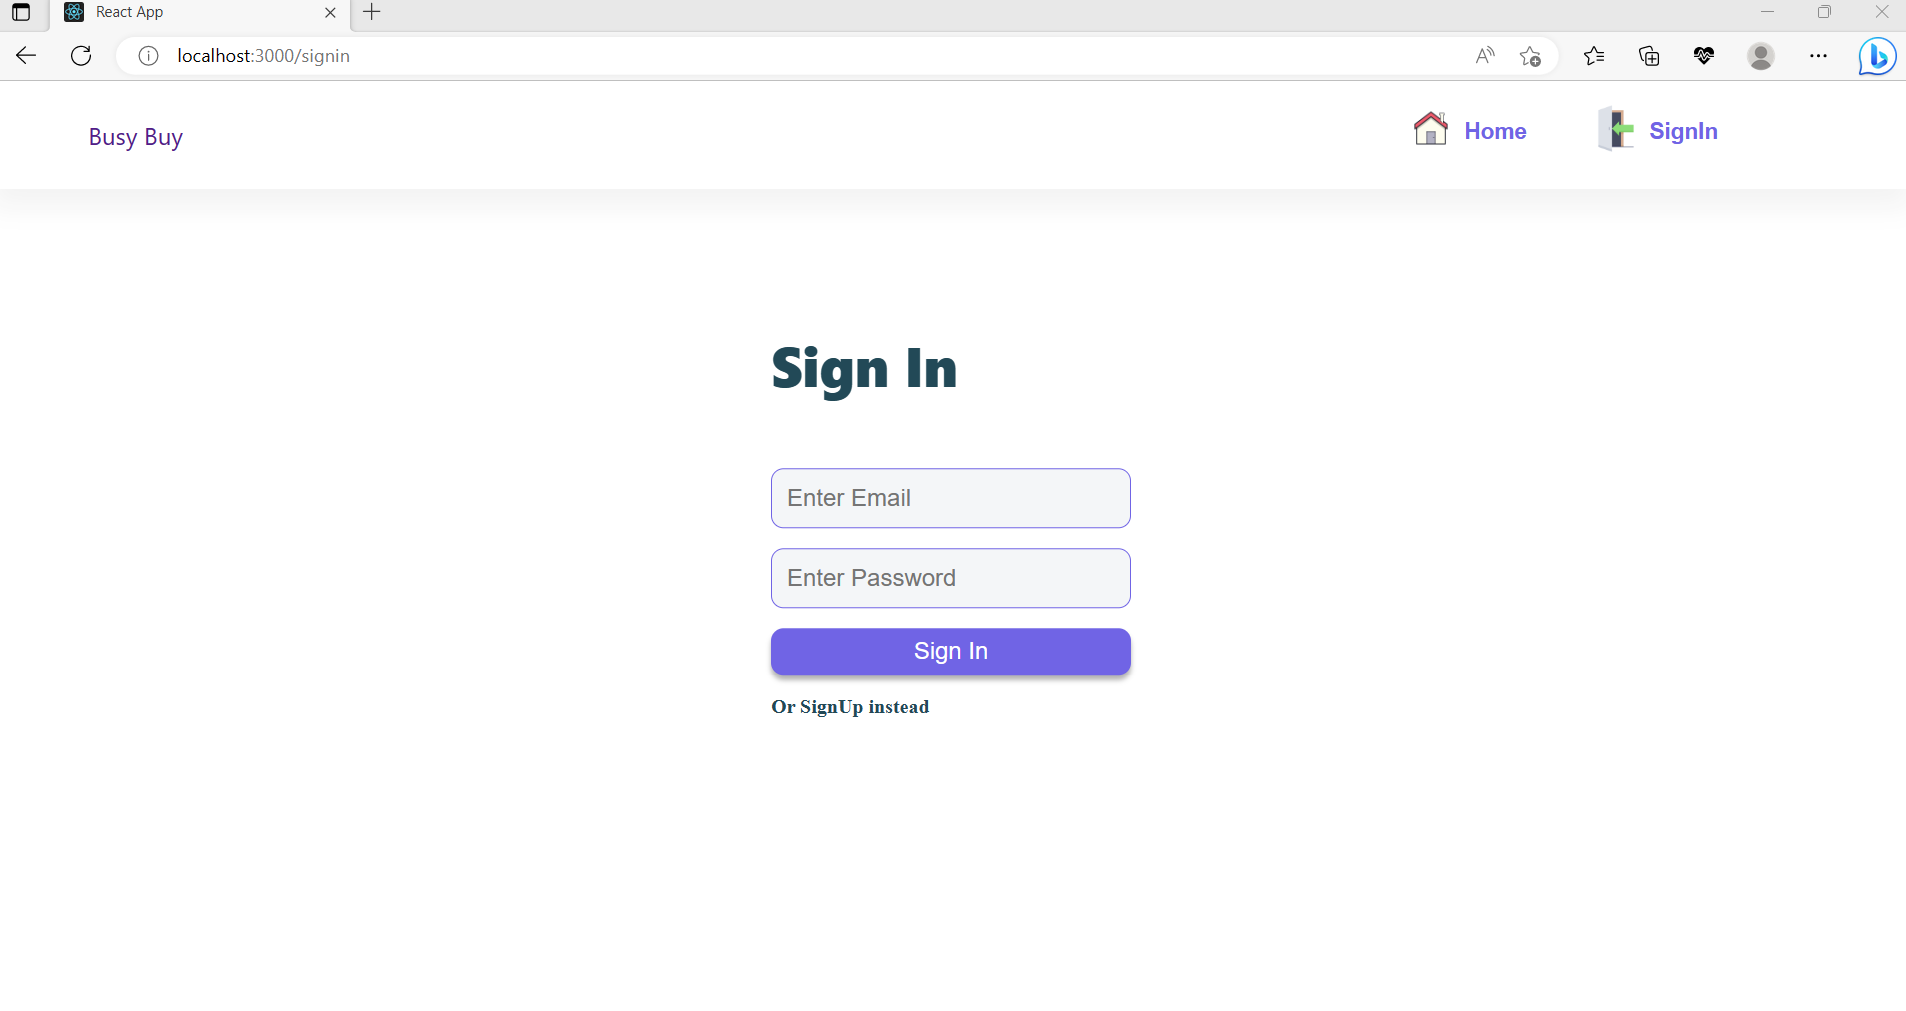 React App
localhost:3000/signin
Busy Buy
Home
SignIn
Sign In
Enter Email
Enter Password
Sign In
Or SignUp instead